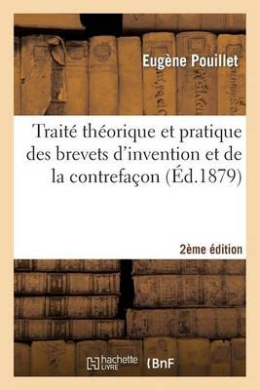 Eugène Pouillet
Traité théorique et pratique
des brevets d'invention et de
la contrefaçon (Éd.1879)
2ème édition
hachette
LIVRE
{BnF